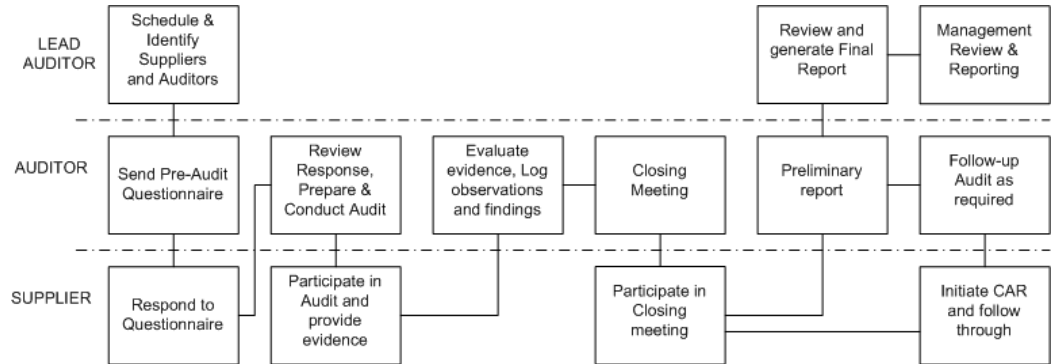 LEAD
AUDITOR
Schedule &
Identify
Suppliers
and Auditors
Review and
generate Final
Report
Management
Review &
Reporting
AUDITOR
Send Pre-Audit
Questionnaire
Review
Response,
Prepare &
Conduct Audit
Evaluate
evidence, Log
observations
and findings
Closing
Meeting
Preliminary
report
Follow-up
Audit as
required
SUPPLIER
Respond to
Questionnaire
Participate in
Audit and
provide
evidence
Participate in
Closing
meeting
Initiate CAR
and follow
through